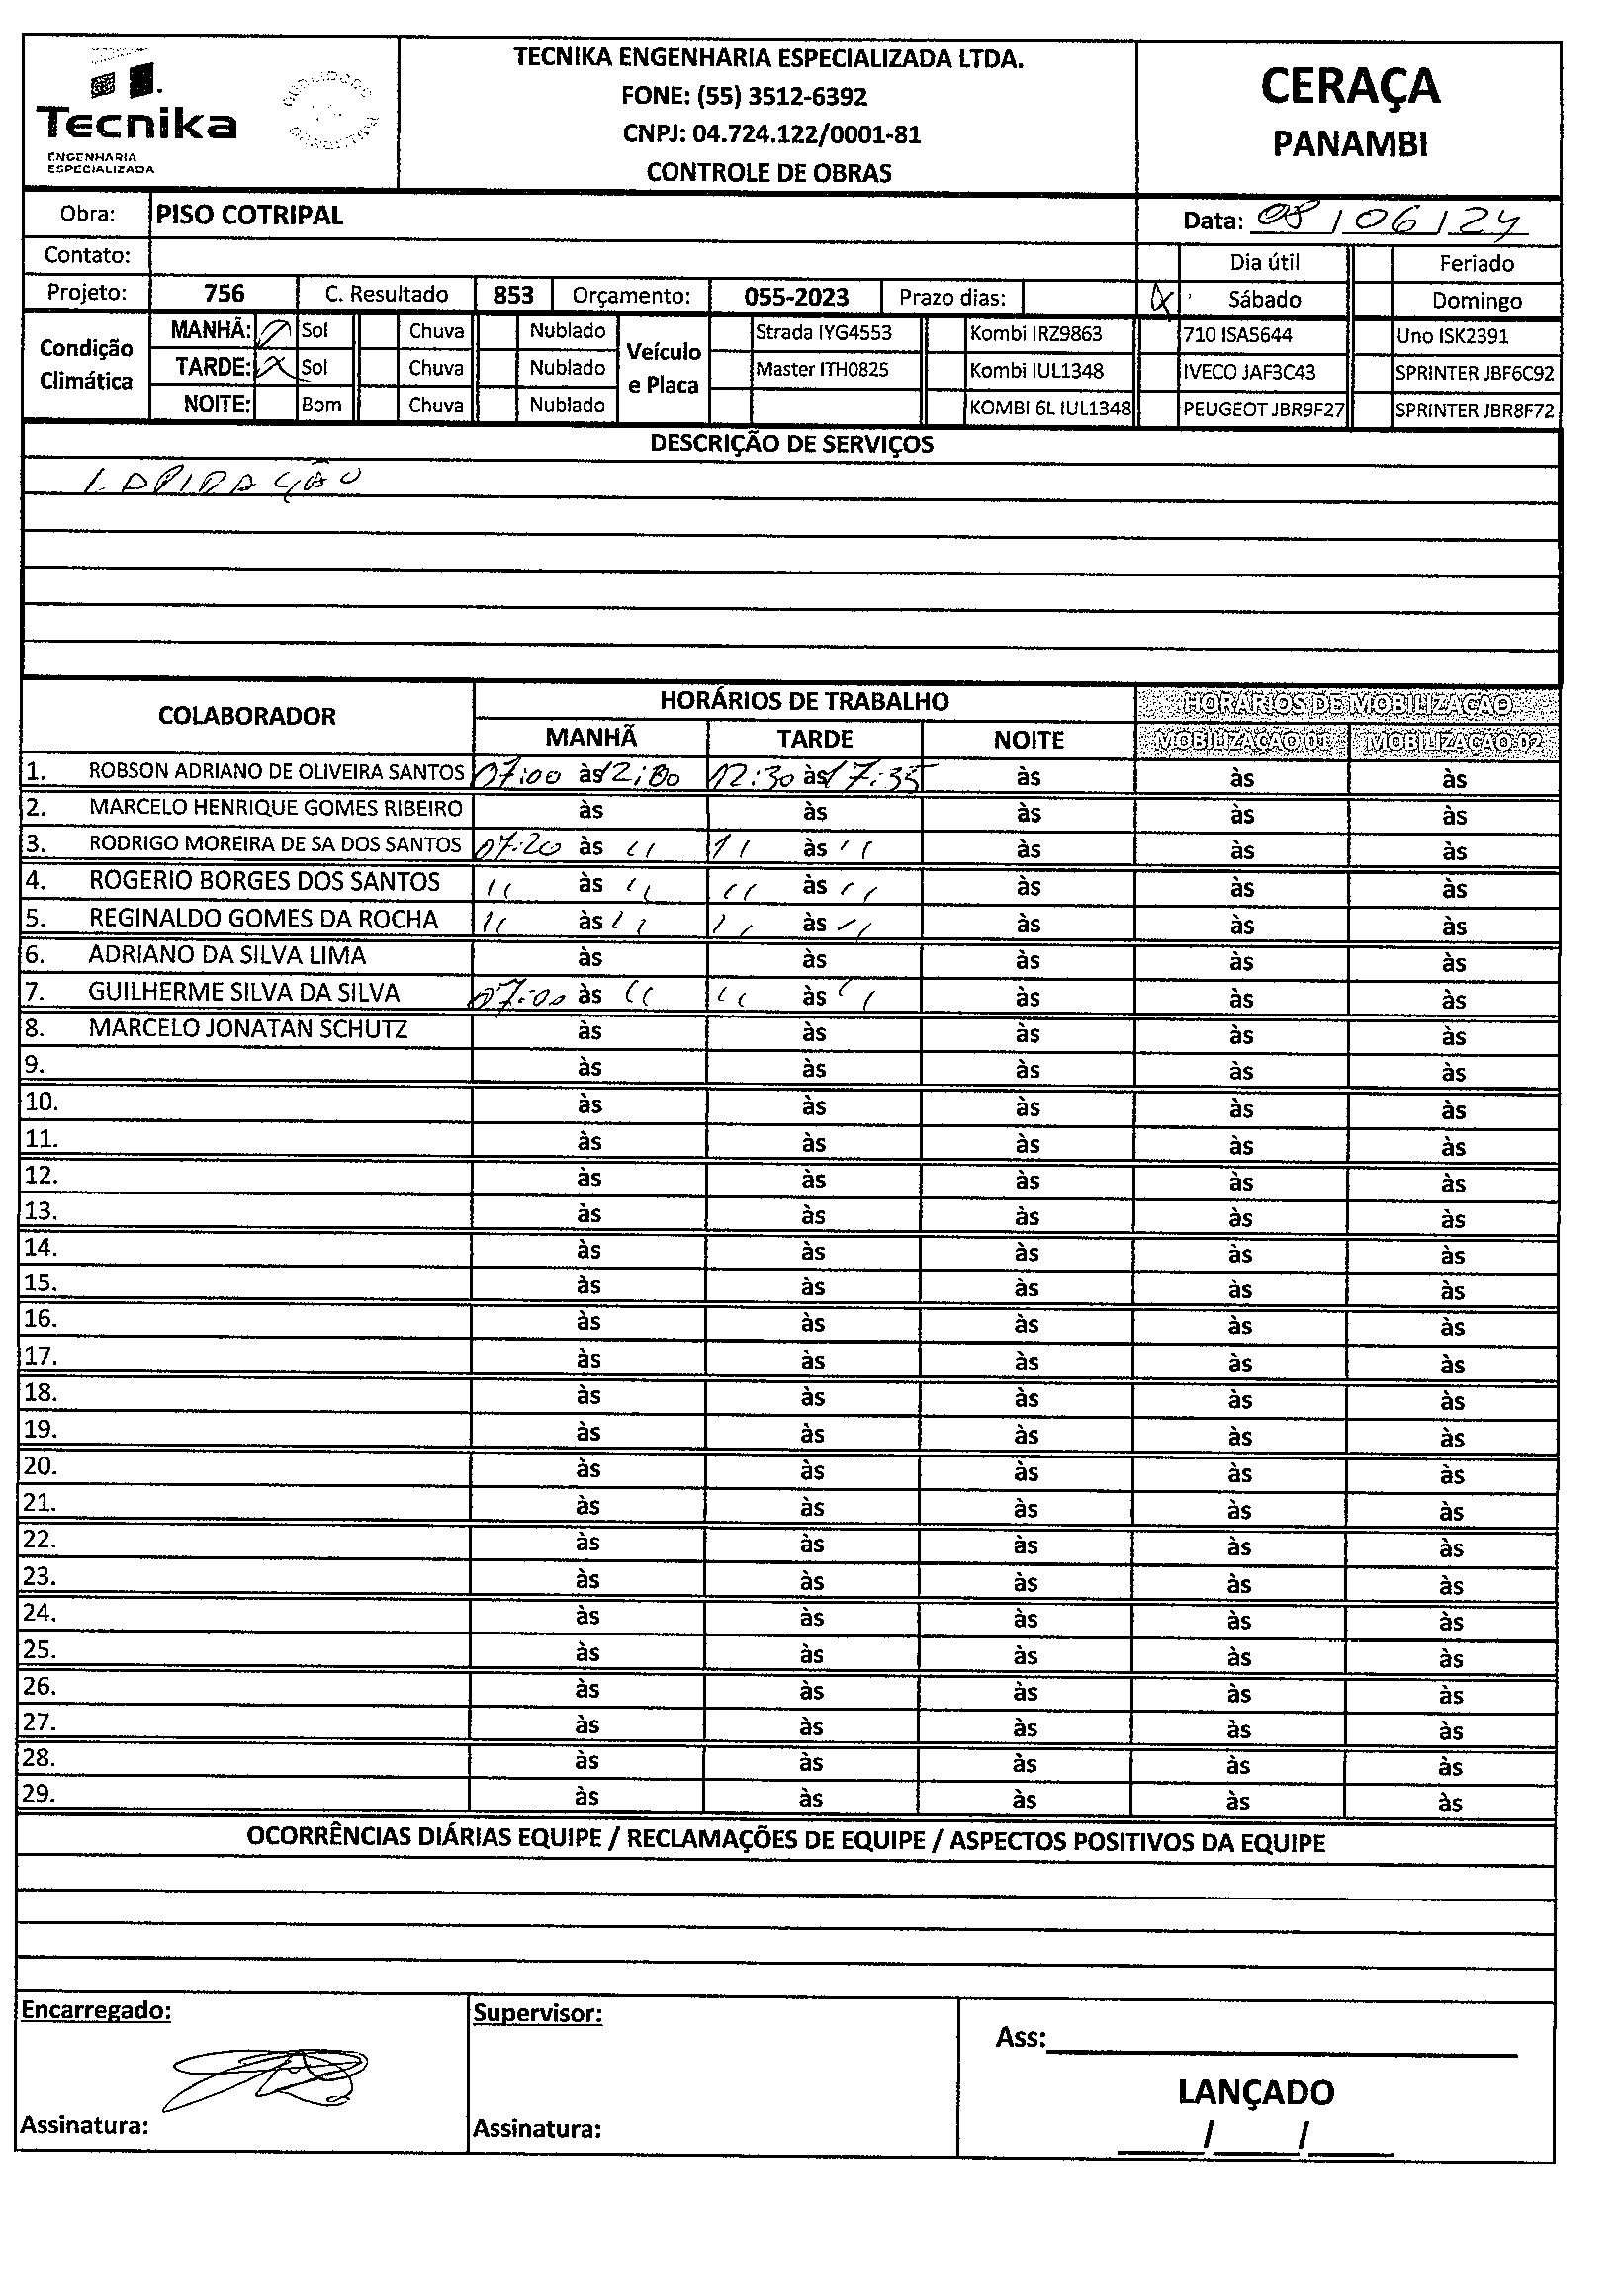 Tecnika
ENGENHARIA
ESPECIALIZADA
TECNIKA ENGENHARIA ESPECIALIZADA LTDA.
FONE: (55) 3512-6392
CNPJ: 04.724.122/0001-81
CONTROLE DE OBRAS
CERAÇA
PANAMBI
Obra: PISO COTRIPAL
Data: 08/06/24
Contato:
Dia útil Feriado
Projeto: 756 C. Resultado 853 Orçamento: 055-2023 Prazo dias: X Sábado Domingo
Condição Climática
MANHÃ: Sol Chuva Nublado
TARDE: X Sol Chuva Nublado
NOITE: Bom Chuva Nublado
Veículo e Placa
Strada IYG4553 Kombi IRZ9863 710 ISA5644 Uno ISK2391
Master ITH0825 Kombi IUL1348 IVECO JAF3C43 SPRINTER JBF6C92
KOMBI 6L IUL1348 PEUGEOT JBR9F27 SPRINTER JBR8F72
DESCRIÇÃO DE SERVIÇOS
LAPIDAÇÃO
COLABORADOR HORÁRIOS DE TRABALHO HORÁRIOS DE MOBILIZAÇÃO
MANHÃ TARDE NOITE MOBILIZAÇÃO 01 MOBILIZAÇÃO 02
1. ROBSON ADRIANO DE OLIVEIRA SANTOS 07:00 às 12:00 12:30 às 17:35 às às às
2. MARCELO HENRIQUE GOMES RIBEIRO às às às às às
3. RODRIGO MOREIRA DE SA DOS SANTOS 07:20 às '' '' às '' às às às
4. ROGERIO BORGES DOS SANTOS '' às '' '' às '' às às às
5. REGINALDO GOMES DA ROCHA '' às '' '' às '' às às às
6. ADRIANO DA SILVA LIMA às às às às às
7. GUILHERME SILVA DA SILVA 07:00 às '' '' às '' às às às
8. MARCELO JONATAN SCHUTZ às às às às às
9. às às às às às
10. às às às às às
11. às às às às às
12. às às às às às
13. às às às às às
14. às às às às às
15. às às às às às
16. às às às às às
17. às às às às às
18. às às às às às
19. às às às às às
20. às às às às às
21. às às às às às
22. às às às às às
23. às às às às às
24. às às às às às
25. às às às às às
26. às às às às às
27. às às às às às
28. às às às às às
29. às às às às às
OCORRÊNCIAS DIÁRIAS EQUIPE / RECLAMAÇÕES DE EQUIPE / ASPECTOS POSITIVOS DA EQUIPE
Encarregado:
Assinatura:
Supervisor:
Assinatura:
Ass:
LANÇADO
/ /